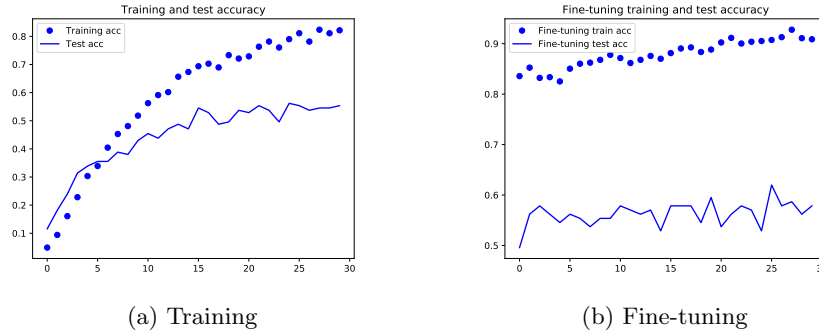 Training and test accuracy
Training acc
Test acc
0.8
0.7
0.6
0.5
0.4
0.3
0.2
0.1
0 5 10 15 20 25 30
(a) Training
Fine-tuning training and test accuracy
Fine-tuning train acc
Fine-tuning test acc
0.9
0.8
0.7
0.6
0.5
0 5 10 15 20 25 30
(b) Fine-tuning